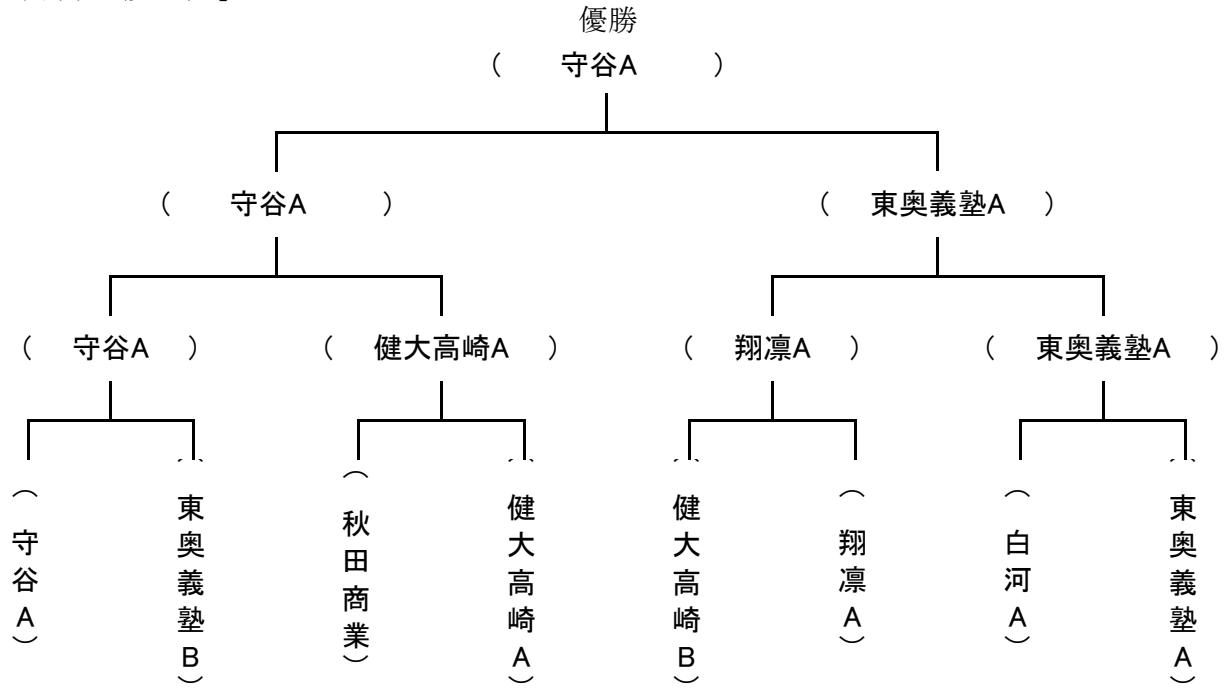 優勝
（　守谷A　）
（　守谷A　）
（　東奥義塾A　）
（　守谷A　）
（　健大高崎A　）
（　翔凛A　）
（　東奥義塾A　）
（守谷A）
（東奥義塾B）
（秋田商業）
（健大高崎A）
（健大高崎B）
（翔凛A）
（白河A）
（東奥義塾A）